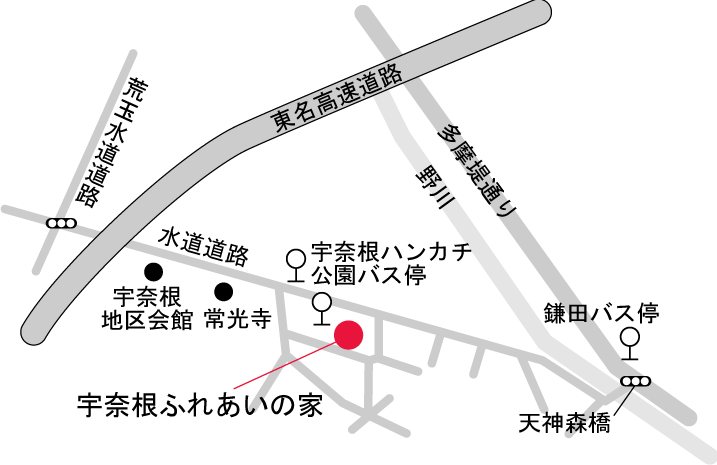 東名高速道路
荒玉水道道路
多摩堤通り
野川
水道道路
宇奈根ハンカチ
公園バス停
宇奈根
地区会館
常光寺
鎌田バス停
宇奈根ふれあいの家
天神森橋